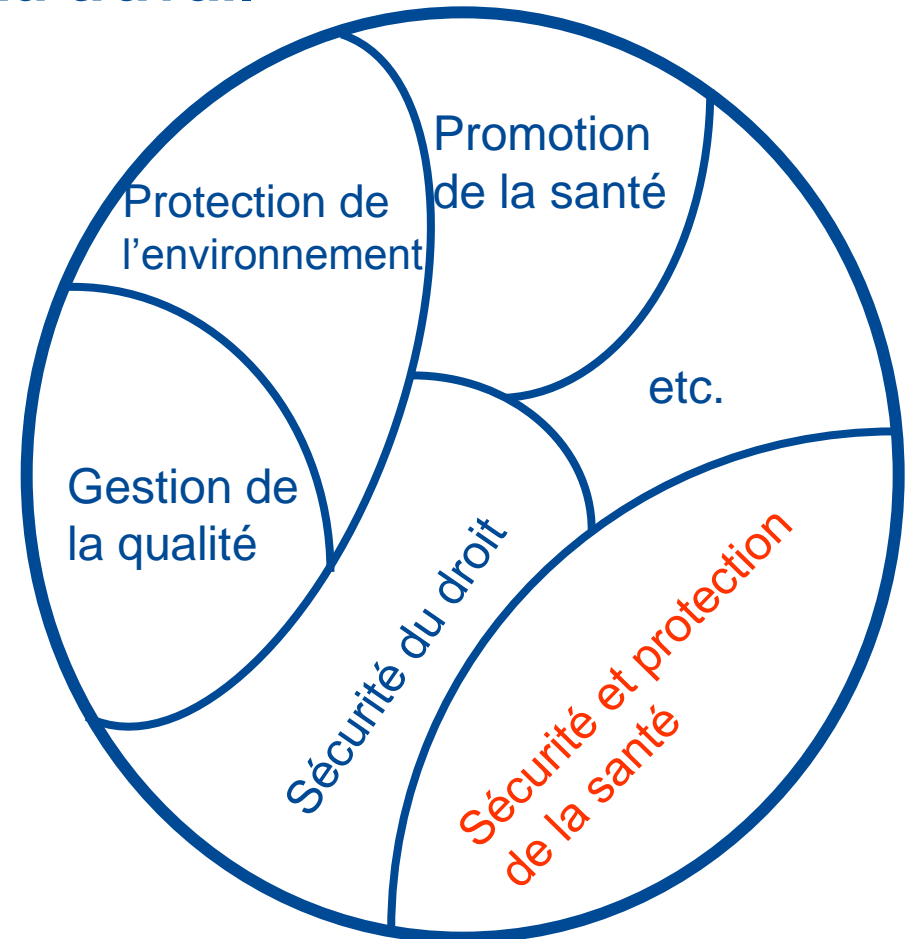 Promotion
de la santé
Protection de
l’environnement
etc.
Gestion de
la qualité
Sécurité du droit
Sécurité et protection
de la santé